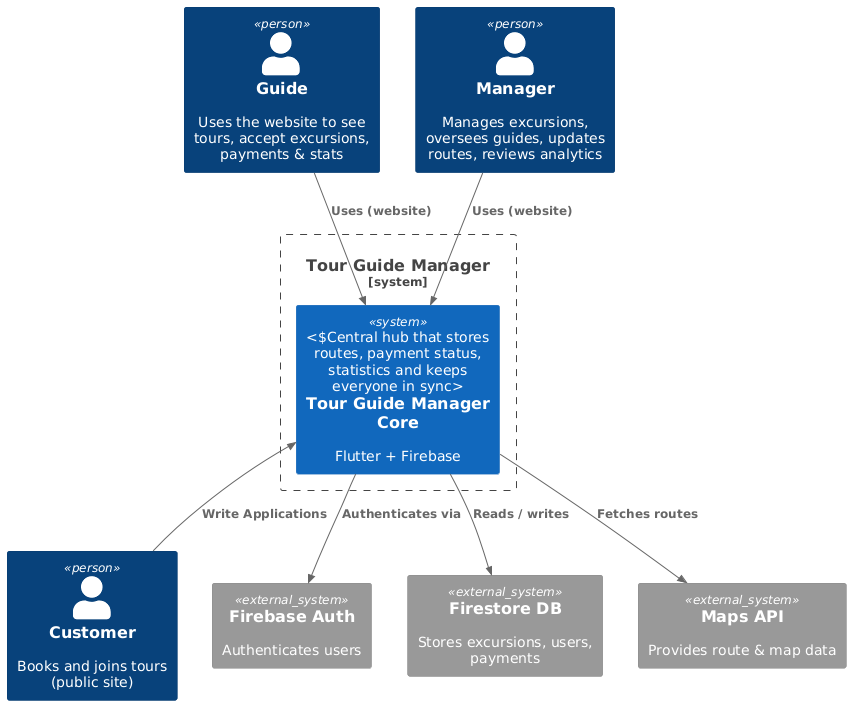 «person»
Guide
Uses the website to see
tours, accept excursions,
payments & stats
«person»
Manager
Manages excursions,
oversees guides, updates
routes, reviews analytics
Uses (website)
Uses (website)
Tour Guide Manager
[system]
«system»
<$Central hub that stores
routes, payment status,
statistics and keeps
everyone in sync>
Tour Guide Manager
Core
Flutter + Firebase
Write Applications
Authenticates via
Reads / writes
Fetches routes
«person»
Customer
Books and joins tours
(public site)
«external_system»
Firebase Auth
Authenticates users
«external_system»
Firestore DB
Stores excursions, users,
payments
«external_system»
Maps API
Provides route & map data